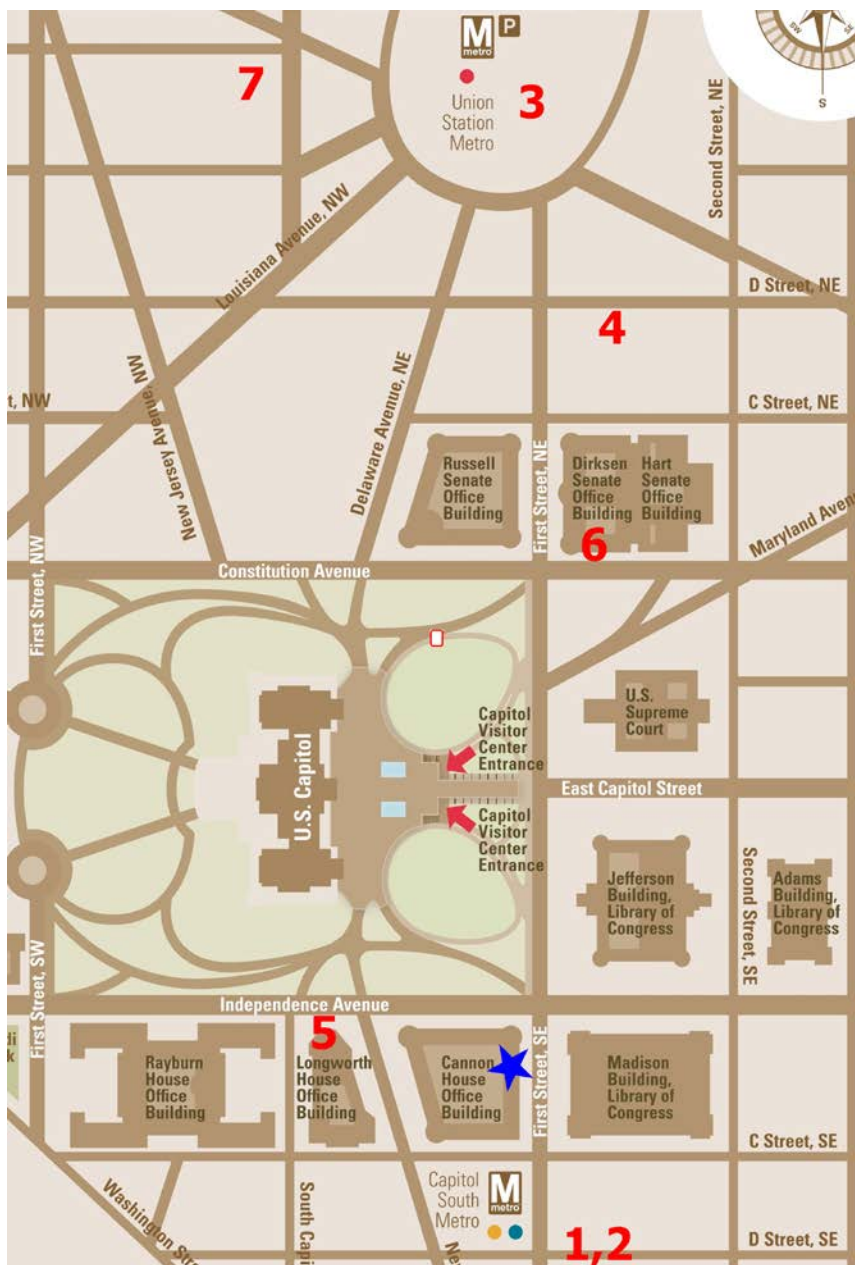 M
P
metro
7
3
Union
Station
Metro
S
Second Street, NE
Louisiana Avenue, NW
D Street, NE
4
New Jersey Avenue, NW
Delaware Avenue, NE
t, NW
C Street, NE
Russell
Senate
Office
Building
First Street, NE
Dirksen
Senate
Office
Building
Hart
Senate
Office
Building
6
Constitution Avenue
First Street, NW
U.S.
Supreme
Court
Capitol
Visitor
Center
Entrance
U.S. Capitol
East Capitol Street
Capitol
Visitor
Center
Entrance
Jefferson
Building,
Library of
Congress
Second Street, SE
Adams
Building,
Library of
Congress
First Street, SW
Independence Avenue
5
di
k
Rayburn
House
Office
Building
Longworth
House
Office
Building
Cannon
House
Office
Building
First Street, SE
Madison
Building,
Library of
Congress
C Street, SE
Washington Str
South Capi
Capitol
South
Metro
M
metro
Ne
1,2
D Street, SE